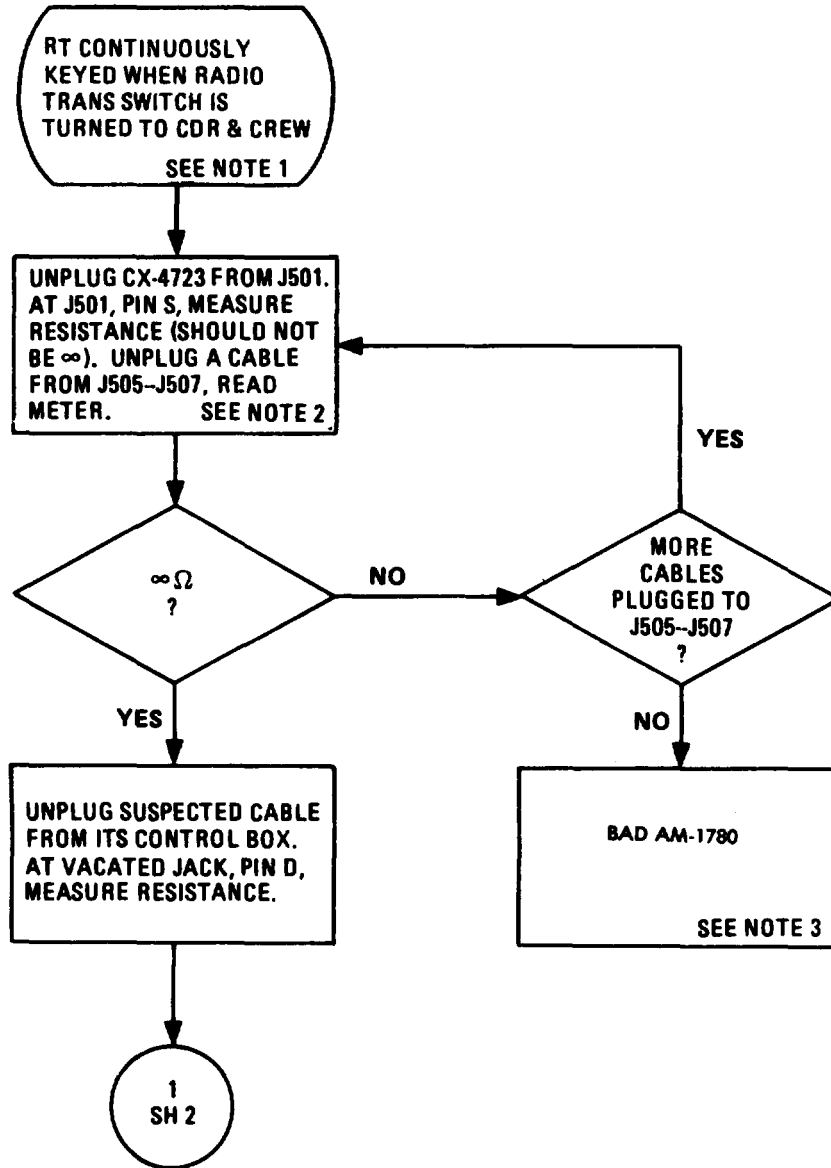 RT CONTINUOUSLY
KEYED WHEN RADIO
TRANS SWITCH IS
TURNED TO CDR & CREW
SEE NOTE 1
UNPLUG CX-4723 FROM J501.
AT J501, PIN S, MEASURE
RESISTANCE (SHOULD NOT
BE ∞). UNPLUG A CABLE
FROM J505--J507, READ
METER. SEE NOTE 2
YES
∞ Ω
?
NO
MORE
CABLES
PLUGGED TO
J505--J507
?
YES
NO
UNPLUG SUSPECTED CABLE
FROM ITS CONTROL BOX.
AT VACATED JACK, PIN D,
MEASURE RESISTANCE.
BAD AM-1780
SEE NOTE 3
1
SH 2